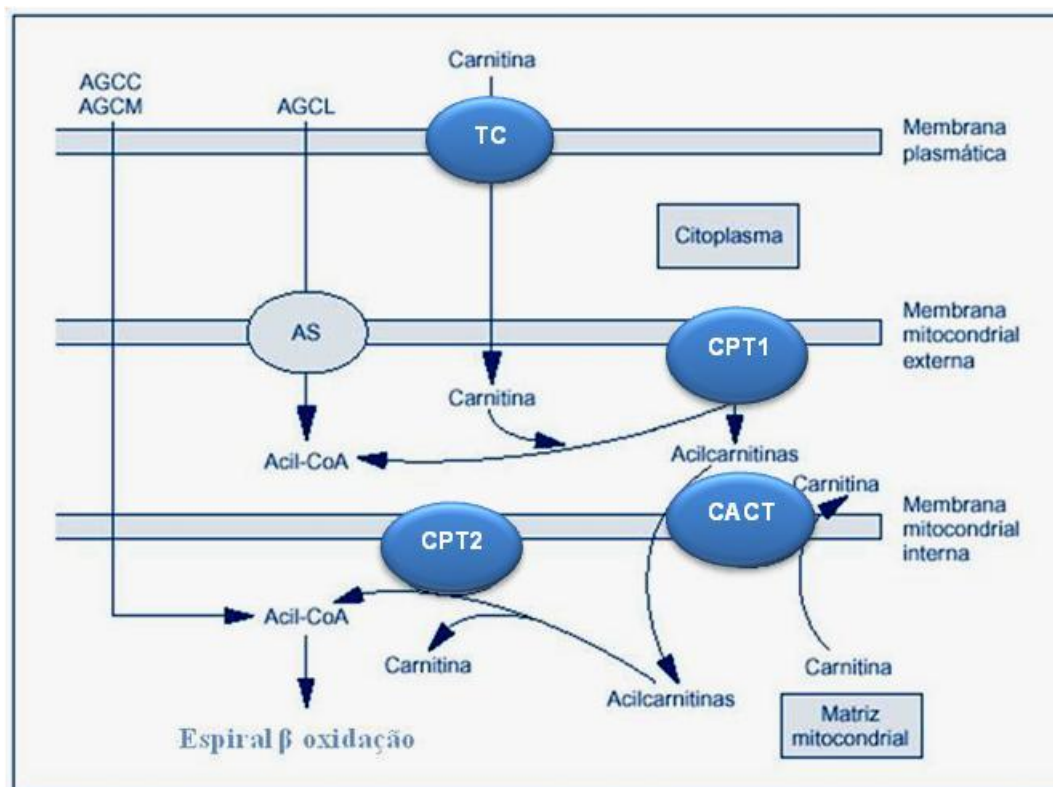 Carnitina
AGCC
AGCM
AGCL
TC
Membrana
plasmática
Citoplasma
AS
CPT1
Membrana
mitocondrial
externa
Carnitina
Acil-CoA
Acilcarnitinas
Carnitina
CACT
CPT2
Membrana
mitocondrial
interna
Acil-CoA
Carnitina
Acilcarnitinas
Carnitina
Matriz
mitocondrial
Espiral β oxidação